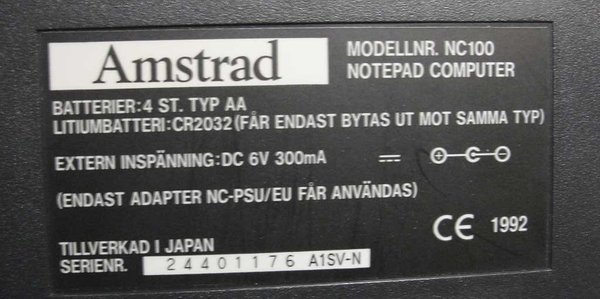 Amstrad
MODELLNR. NC100
NOTEPAD COMPUTER
BATTERIER:4 ST. TYP AA
LITIUMBATTERI:CR2032(FÅR ENDAST BYTAS UT MOT SAMMA TYP)
EXTERN INSPÄNNING:DC 6V 300mA
(ENDAST ADAPTER NC-PSU/EU FÅR ANVÄNDAS)
CE 1992
TILLVERKAD I JAPAN
SERIENR. 24401176 A1SV-N